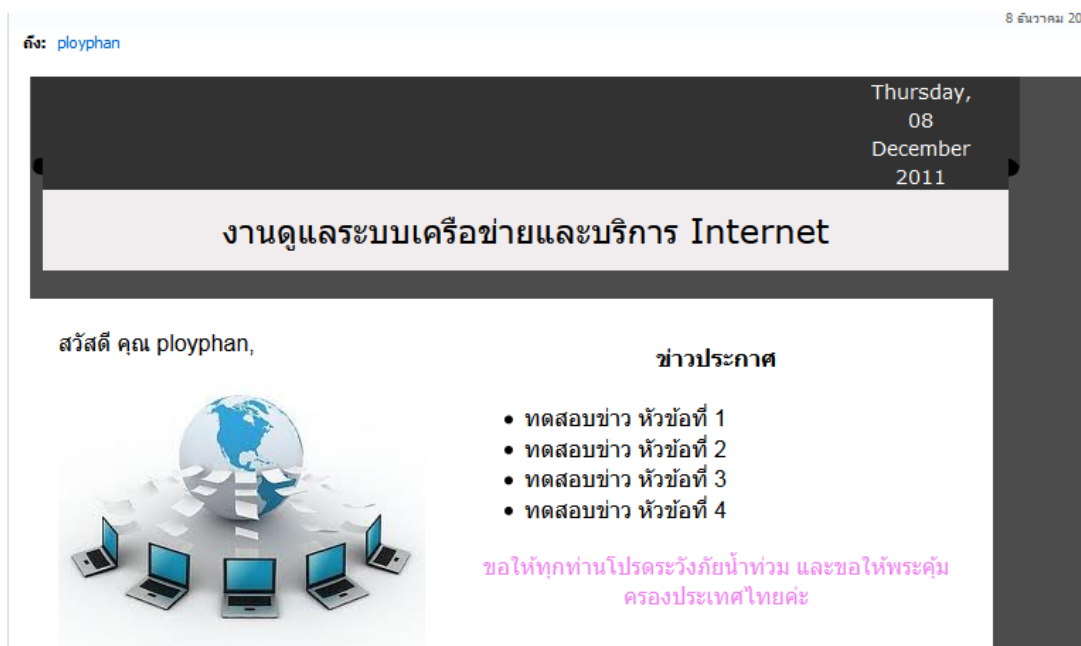 8 ธันวาคม 20
ถึง: ployphan
Thursday,
08
December
2011
งานดูแลระบบเครือข่ายและบริการ Internet
สวัสดี คุณ ployphan,
ข่าวประกาศ
• ทดสอบข่าว หัวข้อที่ 1
• ทดสอบข่าว หัวข้อที่ 2
• ทดสอบข่าว หัวข้อที่ 3
• ทดสอบข่าว หัวข้อที่ 4
ขอให้ทุกท่านโปรดระวังภัยน้ำท่วม และขอให้พระคุ้ม
ครองประเทศไทยค่ะ